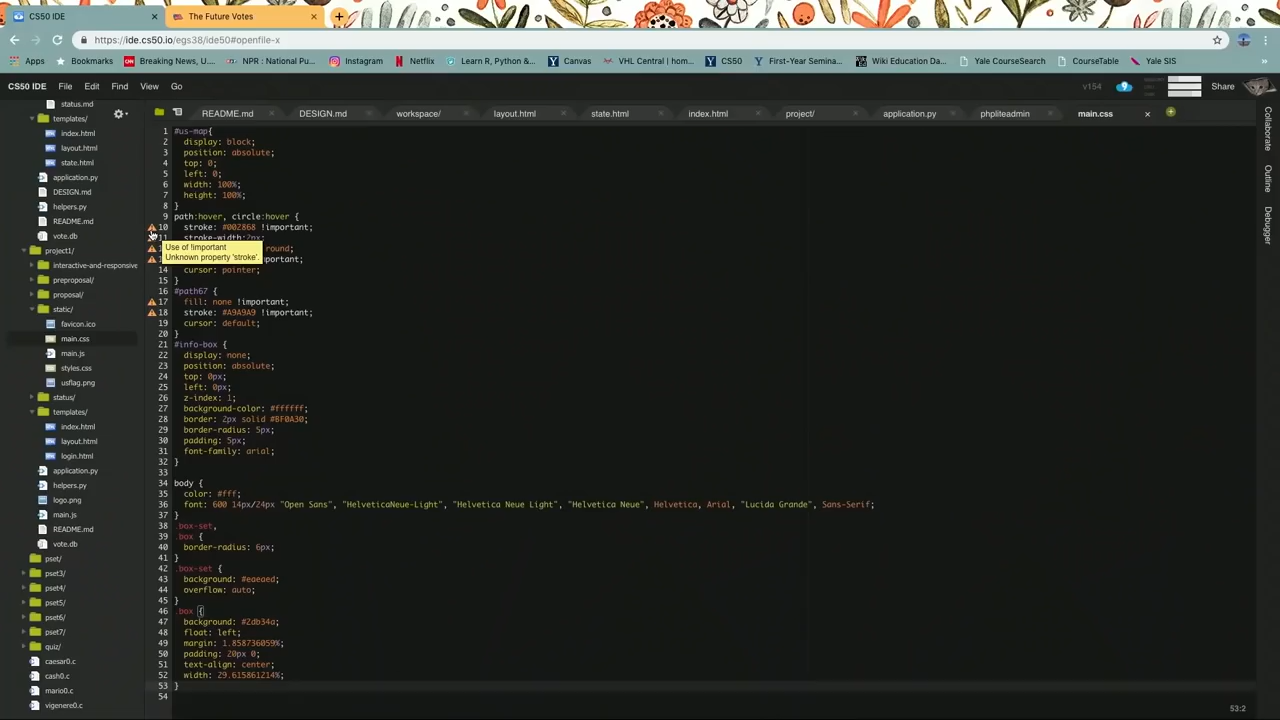 CS50 IDE
The Future Votes
https://ide.cs50.io/egs38/ide50#openfile-x
Apps
Bookmarks
Breaking News, U....
NPR : National Pu...
Instagram
Netflix
Learn R, Python &...
Canvas
VHL Central | hom...
CS50
First-Year Semina...
Wiki Education Da...
Yale CourseSearch
CourseTable
Yale SIS
CS50 IDE
File
Edit
Find
View
Go
v154
Share
README.md
DESIGN.md
workspace/
layout.html
state.html
index.html
project/
application.py
phpliteadmin
main.css
status.md
templates/
index.html
layout.html
state.html
application.py
DESIGN.md
helpers.py
README.md
vote.db
project1/
interactive-and-responsive
preproposal/
proposal/
static/
favicon.ico
main.css
main.js
styles.css
usflag.png
status/
templates/
index.html
layout.html
login.html
application.py
helpers.py
logo.png
main.js
README.md
vote.db
pset/
pset3/
pset4/
pset5/
pset6/
pset7/
quiz/
caesar0.c
cash0.c
mario0.c
vigenere0.c
1 #us-map{
2 display: block;
3 position: absolute;
4 top: 0;
5 left: 0;
6 width: 100%;
7 height: 100%;
8 }
9 path:hover, circle:hover {
10 stroke: #002868 !important;
11 stroke-width:2px;
Use of !important
Unknown property 'stroke'.
round;
portant;
14 cursor: pointer;
15 }
16 #path67 {
17 fill: none !important;
18 stroke: #A9A9A9 !important;
19 cursor: default;
20 }
21 #info-box {
22 display: none;
23 position: absolute;
24 top: 0px;
25 left: 0px;
26 z-index: 1;
27 background-color: #ffffff;
28 border: 2px solid #BF0A30;
29 border-radius: 5px;
30 padding: 5px;
31 font-family: arial;
32 }
33
34 body {
35 color: #fff;
36 font: 600 14px/24px "Open Sans", "HelveticaNeue-Light", "Helvetica Neue Light", "Helvetica Neue", Helvetica, Arial, "Lucida Grande", Sans-Serif;
37 }
38 .box-set,
39 .box {
40 border-radius: 6px;
41 }
42 .box-set {
43 background: #eaeaed;
44 overflow: auto;
45 }
46 .box {
47 background: #2db34a;
48 float: left;
49 margin: 1.858736059%;
50 padding: 20px 0;
51 text-align: center;
52 width: 29.615861214%;
53 }
54
Collaborate
Outline
Debugger
53:2